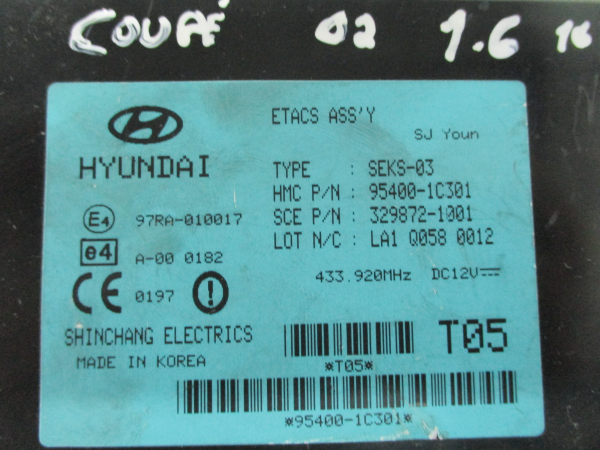 COUPÉ 02 1.6 16
ETACS ASS'Y
SJ Youn
HYUNDAI
TYPE : SEKS-03
HMC P/N : 95400-1C301
SCE P/N : 329872-1001
LOT N/C : LA1 Q058 0012
E4 97RA-010017
e4 A-00 0182
433.920MHz DC12V
CE 0197
SHINCHANG ELECTRICS
MADE IN KOREA
T05
*T05*
*95400-1C301*